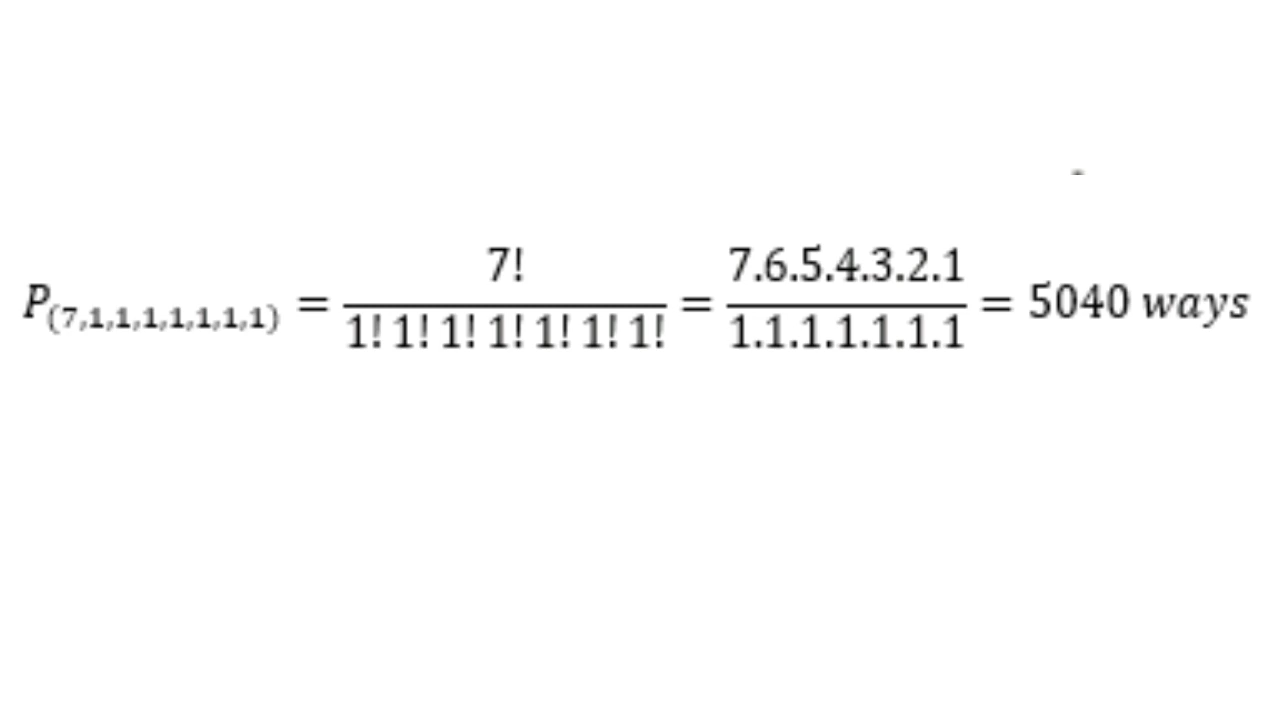 P(7,1,1,1,1,1,1,1) = 7! / 1! 1! 1! 1! 1! 1! 1! = 7.6.5.4.3.2.1 / 1.1.1.1.1.1.1 = 5040 ways